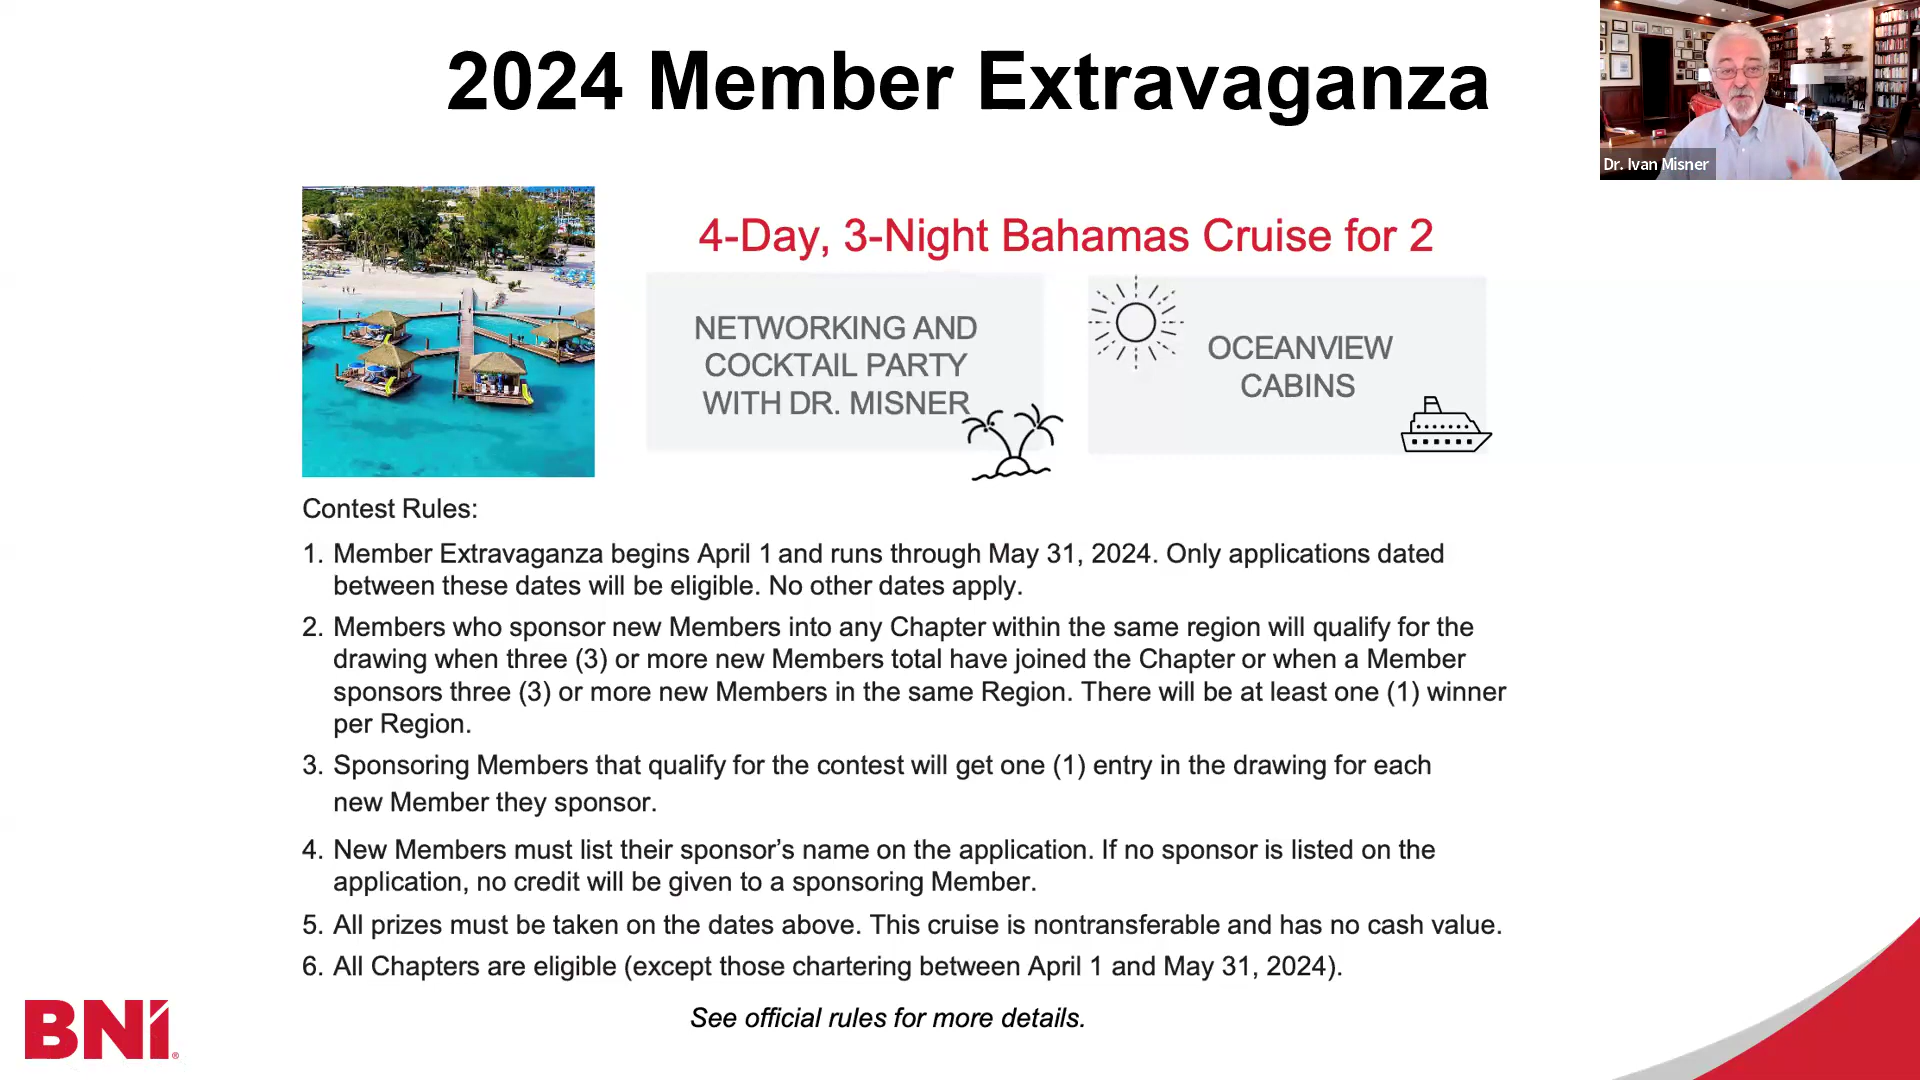 2024 Member Extravaganza
Dr. Ivan Misner
4-Day, 3-Night Bahamas Cruise for 2
NETWORKING AND
COCKTAIL PARTY
WITH DR. MISNER
OCEANVIEW
CABINS
Contest Rules:
1. Member Extravaganza begins April 1 and runs through May 31, 2024. Only applications dated
between these dates will be eligible. No other dates apply.
2. Members who sponsor new Members into any Chapter within the same region will qualify for the
drawing when three (3) or more new Members total have joined the Chapter or when a Member
sponsors three (3) or more new Members in the same Region. There will be at least one (1) winner
per Region.
3. Sponsoring Members that qualify for the contest will get one (1) entry in the drawing for each
new Member they sponsor.
4. New Members must list their sponsor’s name on the application. If no sponsor is listed on the
application, no credit will be given to a sponsoring Member.
5. All prizes must be taken on the dates above. This cruise is nontransferable and has no cash value.
6. All Chapters are eligible (except those chartering between April 1 and May 31, 2024).
See official rules for more details.
BNI®